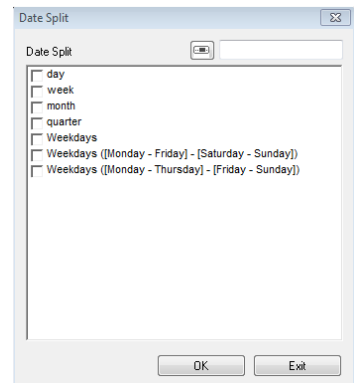 Date Split
Date Split
day
week
month
quarter
Weekdays
Weekdays ([Monday - Friday] - [Saturday - Sunday])
Weekdays ([Monday - Thursday] - [Friday - Sunday])
OK Exit